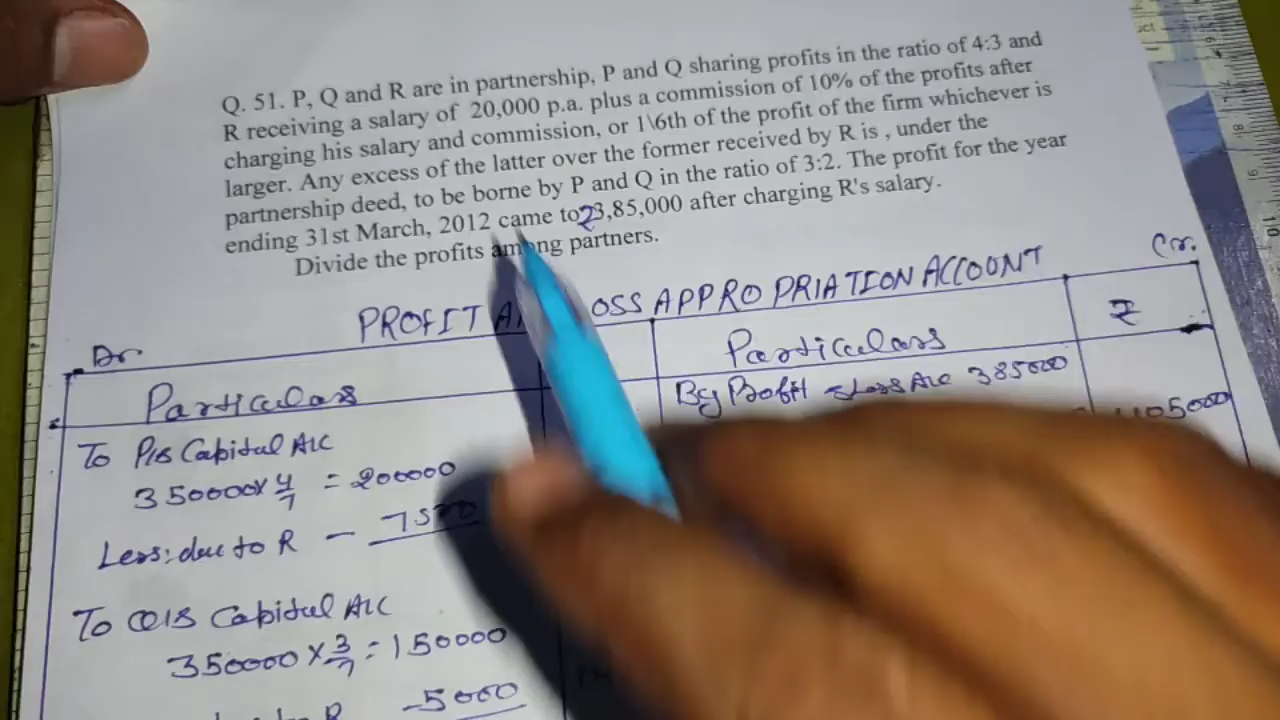 Q. 51. P, Q and R are in partnership, P and Q sharing profits in the ratio of 4:3 and
R receiving a salary of 20,000 p.a. plus a commission of 10% of the profits after
charging his salary and commission, or 1\6th of the profit of the firm whichever is
larger. Any excess of the latter over the former received by R is , under the
partnership deed, to be borne by P and Q in the ratio of 3:2. The profit for the year
ending 31st March, 2012 came to ₹3,85,000 after charging R's salary.
Divide the profits among partners.
PROFIT OSS APPROPRIATION ACCOUNT
Dr Cr.
Particulars Particulars ₹
By Profit 385000
To P's Capital A/c
350000 × 4/7 = 200000
Less: due to R - 7500
To Q's Capital A/c
350000 × 3/7 = 150000
R -5000